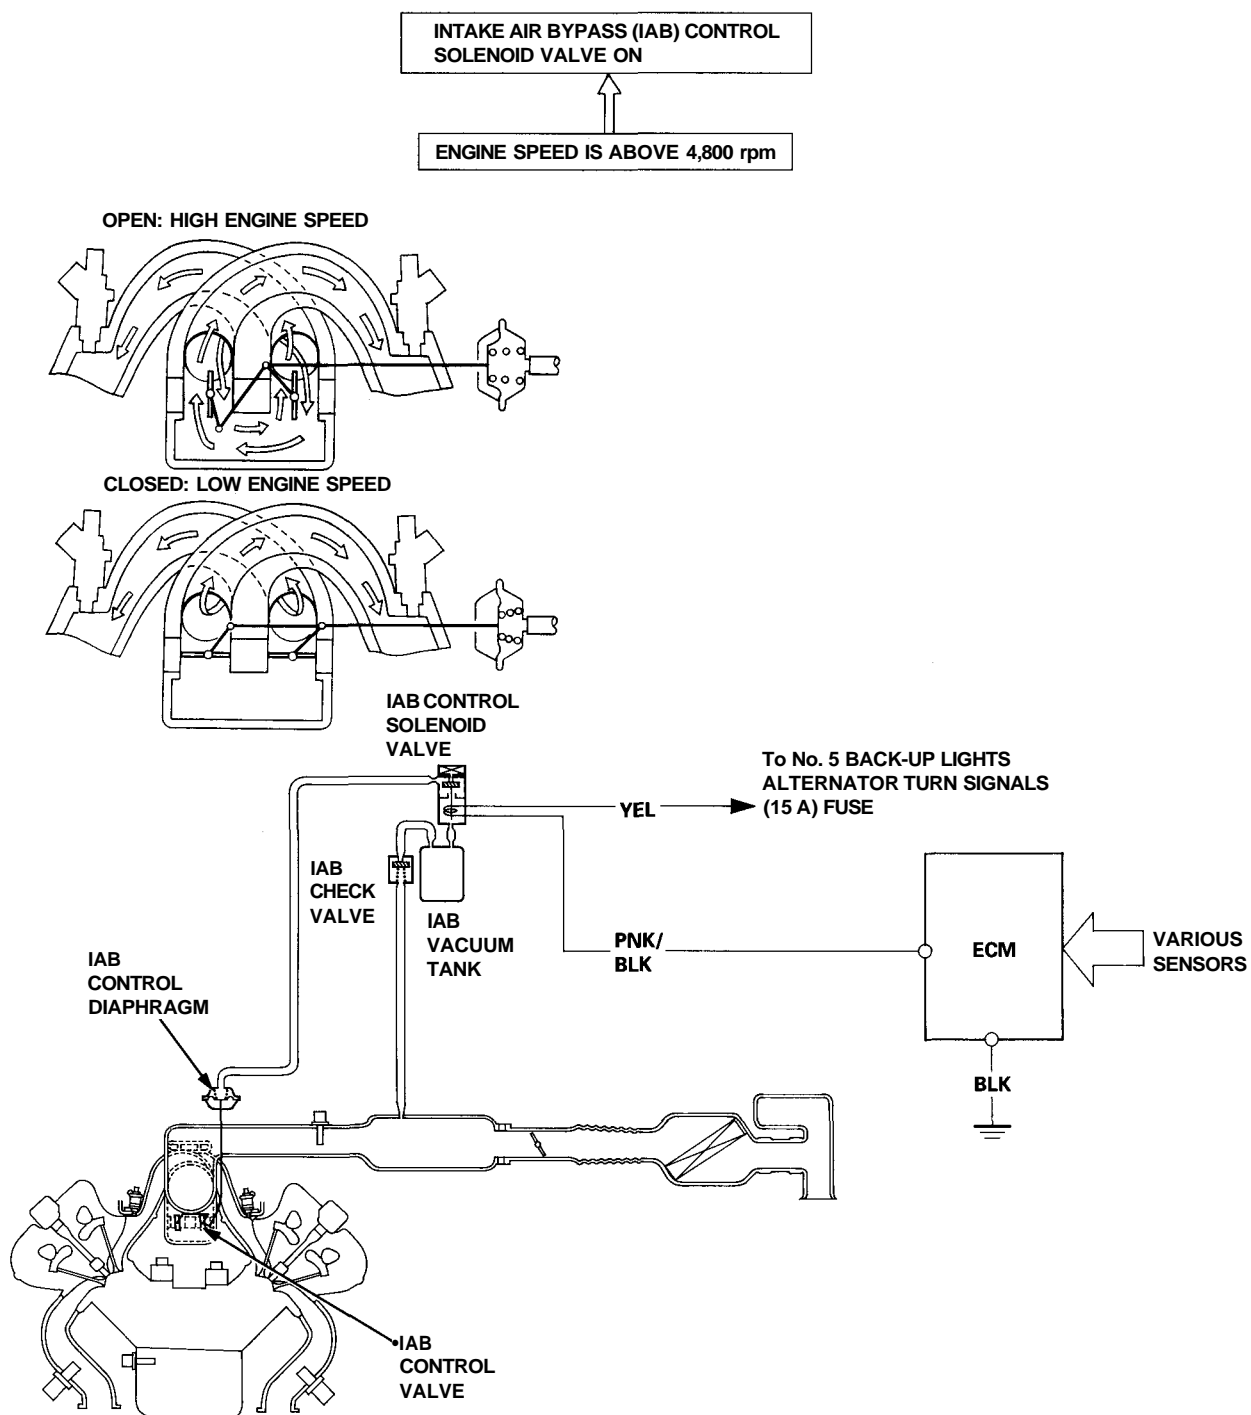 INTAKE AIR BYPASS (IAB) CONTROL
SOLENOID VALVE ON
ENGINE SPEED IS ABOVE 4,800 rpm
OPEN: HIGH ENGINE SPEED
CLOSED: LOW ENGINE SPEED
IAB CONTROL
SOLENOID
VALVE
To No. 5 BACK-UP LIGHTS
ALTERNATOR TURN SIGNALS
(15 A) FUSE
YEL
IAB
CHECK
VALVE
IAB
VACUUM
TANK
PNK/
BLK
ECM
VARIOUS
SENSORS
IAB
CONTROL
DIAPHRAGM
BLK
IAB
CONTROL
VALVE